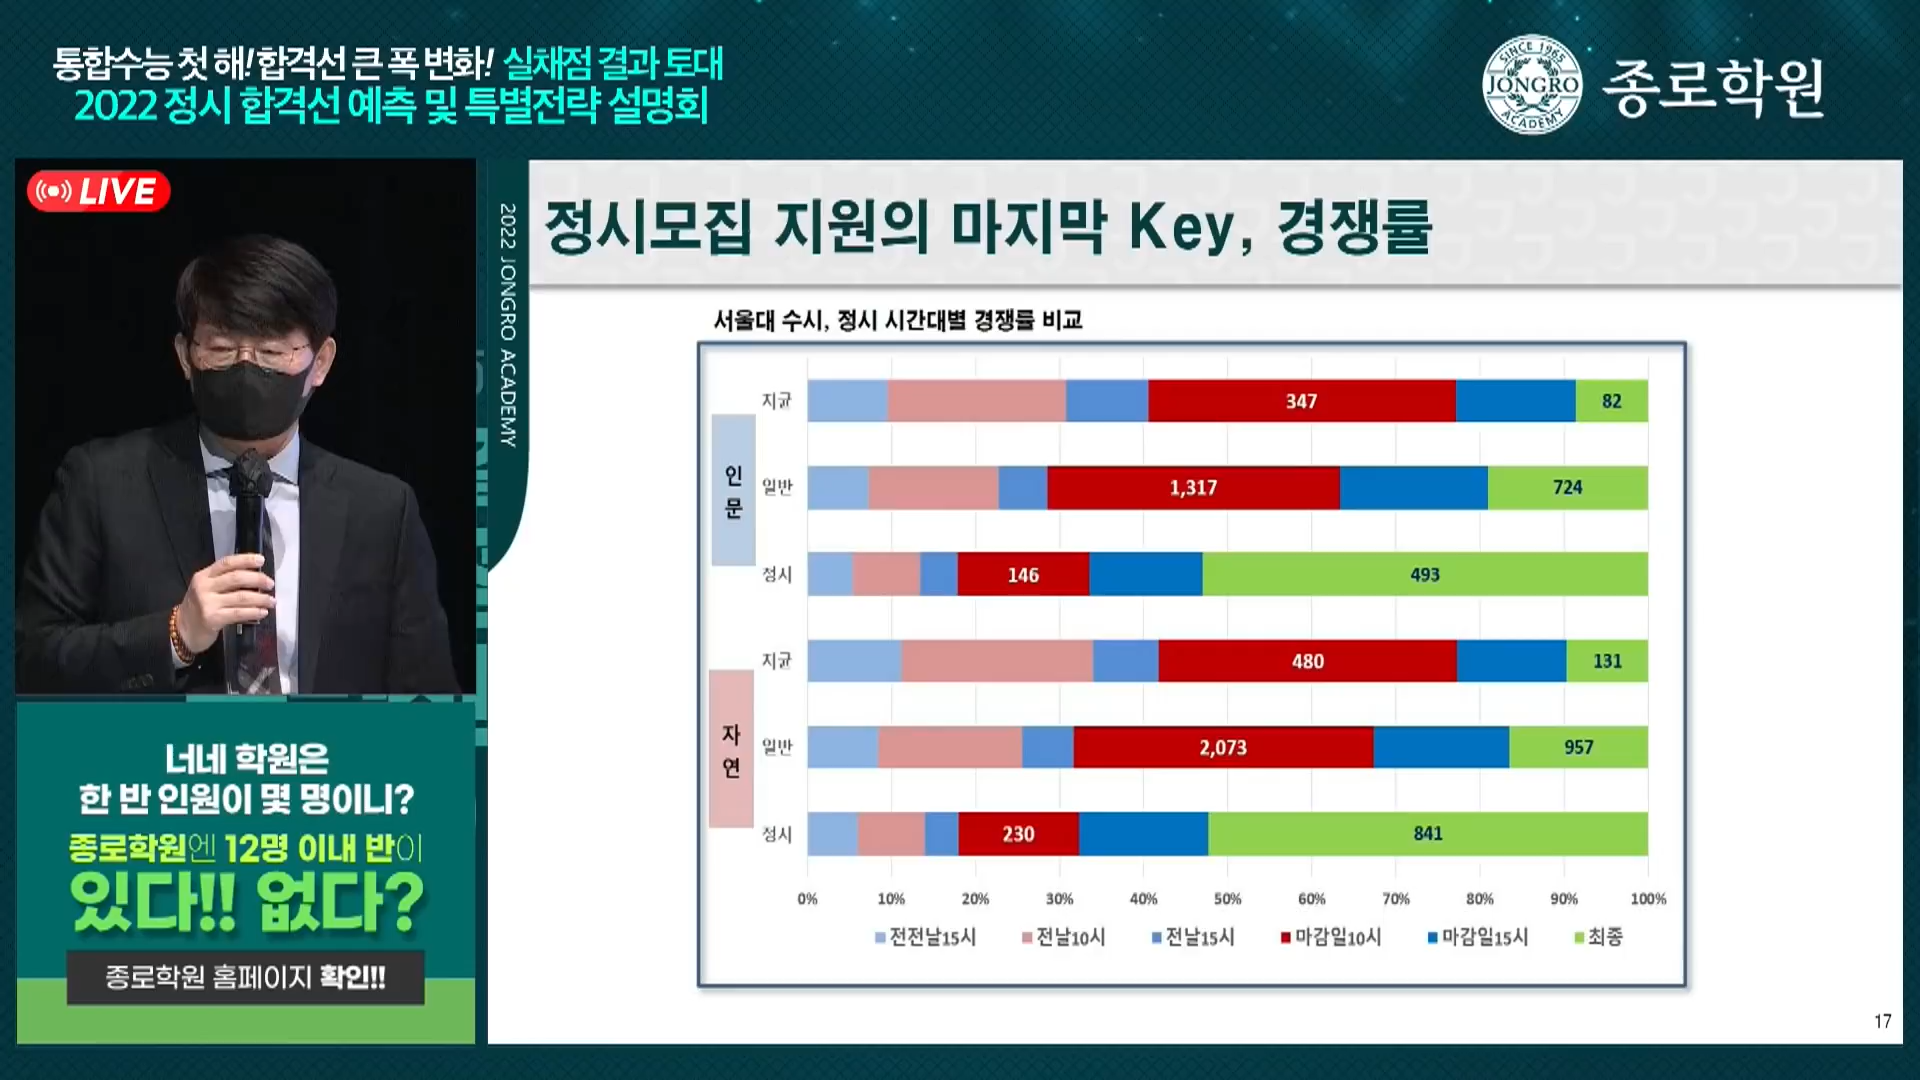 통합수능 첫 해! 합격선 큰 폭 변화! 실채점 결과 토대
2022 정시 합격선 예측 및 특별전략 설명회
SINCE 1965
JONGRO
ACADEMY
종로학원
LIVE
2022 JONGRO ACADEMY
정시모집 지원의 마지막 Key, 경쟁률
서울대 수시, 정시 시간대별 경쟁률 비교
인문
지균 347 82
일반 1,317 724
정시 146 493
자연
지균 480 131
일반 2,073 957
정시 230 841
0% 10% 20% 30% 40% 50% 60% 70% 80% 90% 100%
전전날15시 전날10시 전날15시 마감일10시 마감일15시 최종
17
너네 학원은
한 반 인원이 몇 명이니?
종로학원엔 12명 이내 반이
있다!! 없다?
종로학원 홈페이지 확인!!